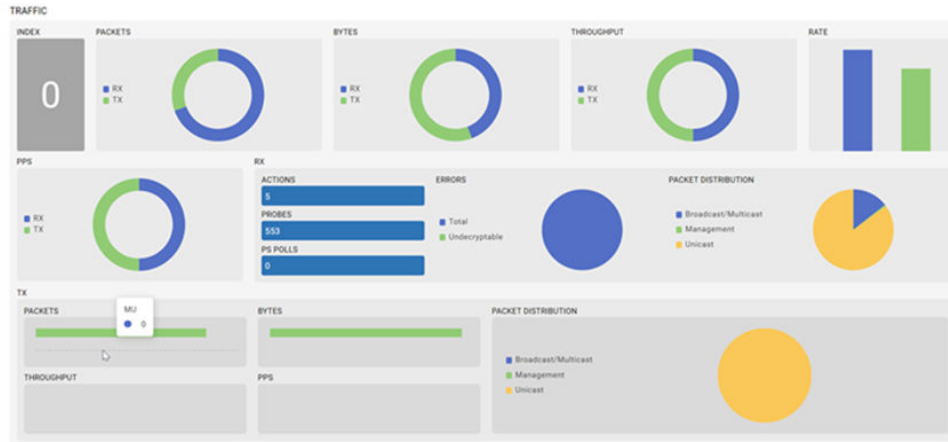 TRAFFIC
INDEX
0
PACKETS
RX
TX
BYTES
RX
TX
THROUGHPUT
RX
TX
RATE
PPS
RX
TX
RX
ACTIONS
5
PROBES
553
PS POLLS
0
ERRORS
Total
Undecryptable
PACKET DISTRIBUTION
Broadcast/Multicast
Management
Unicast
TX
PACKETS
MU
0
BYTES
THROUGHPUT
PPS
PACKET DISTRIBUTION
Broadcast/Multicast
Management
Unicast